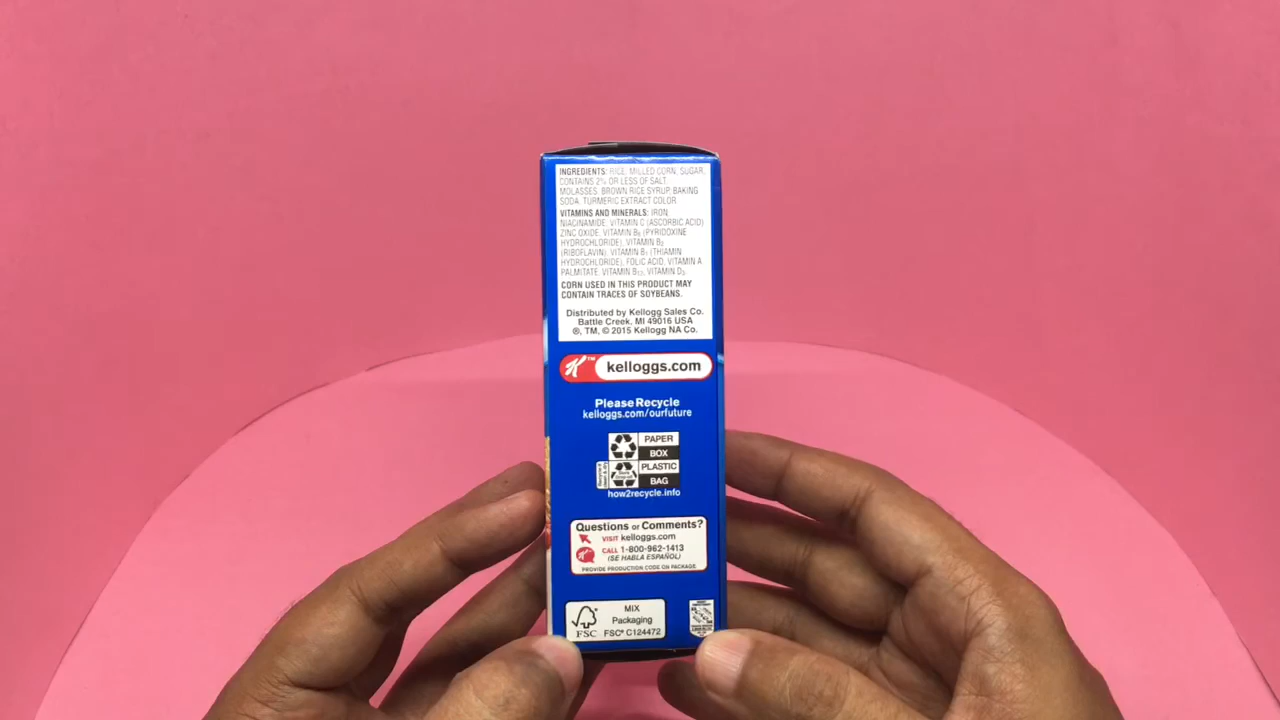 INGREDIENTS: RICE, MILLED CORN, SUGAR,
CONTAINS 2% OR LESS OF SALT,
MOLASSES, BROWN RICE SYRUP, BAKING
SODA, TURMERIC EXTRACT COLOR.
VITAMINS AND MINERALS: IRON,
NIACINAMIDE, VITAMIN C (ASCORBIC ACID)
ZINC OXIDE, VITAMIN B₆ (PYRIDOXINE
HYDROCHLORIDE), VITAMIN B₂
(RIBOFLAVIN), VITAMIN B₁ (THIAMIN
HYDROCHLORIDE), FOLIC ACID, VITAMIN A
PALMITATE, VITAMIN B₁₂, VITAMIN D₃.
CORN USED IN THIS PRODUCT MAY
CONTAIN TRACES OF SOYBEANS.
Distributed by Kellogg Sales Co.
Battle Creek, MI 49016 USA
®, TM, © 2015 Kellogg NA Co.
K™ kelloggs.com
Please Recycle
kelloggs.com/ourfuture
PAPER
BOX
PLASTIC
BAG
how2recycle.info
Questions or Comments?
VISIT kelloggs.com
CALL 1-800-962-1413
(SE HABLA ESPAÑOL)
PROVIDE PRODUCTION CODE ON PACKAGE
MIX
Packaging
FSC FSC® C124472